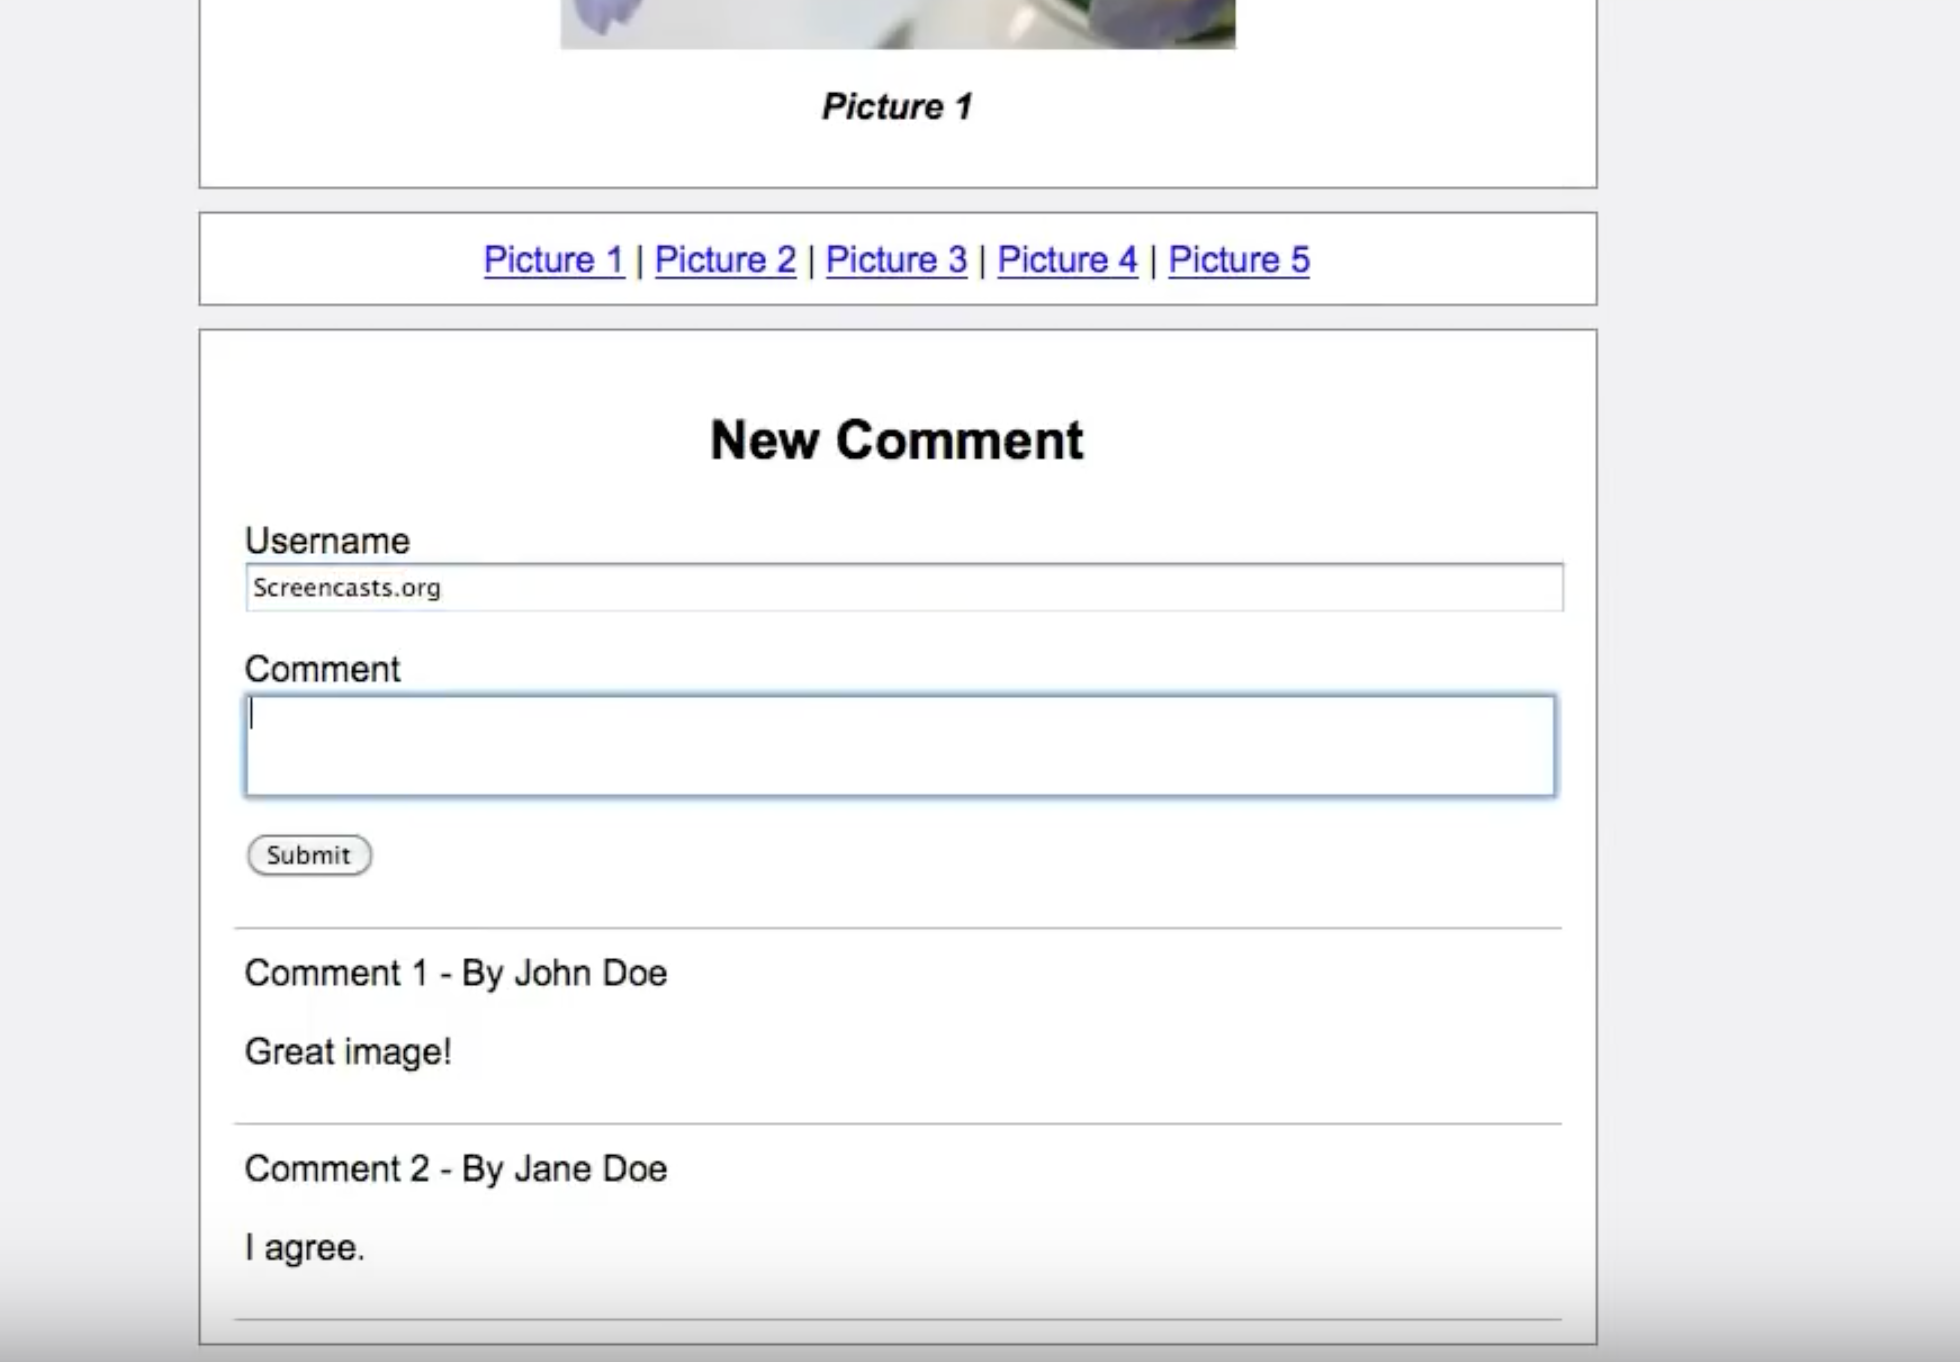 Picture 1
Picture 1 | Picture 2 | Picture 3 | Picture 4 | Picture 5
New Comment
Username
Screencasts.org
Comment
Submit
Comment 1 - By John Doe
Great image!
Comment 2 - By Jane Doe
I agree.